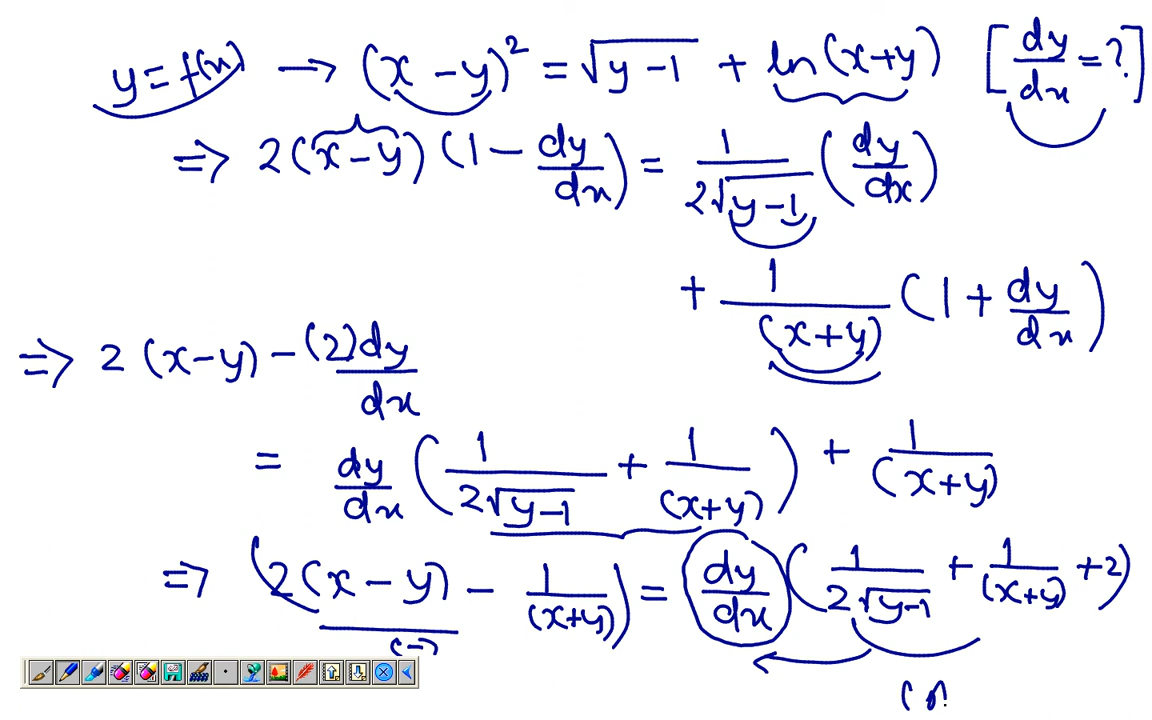 y = f(x) → (x - y)² = √(y-1) + ln(x+y) [dy/dx = ?]
=> 2(x-y) (1 - dy/dx) = 1/(2√(y-1)) (dy/dx)
+ 1/(x+y) (1 + dy/dx)
=> 2 (x-y) - (2)dy/dx
= dy/dx (1/(2√(y-1)) + 1/(x+y)) + 1/(x+y)
=> (2(x-y) - 1/(x+y)) = dy/dx (1/(2√(y-1)) + 1/(x+y) + 2)